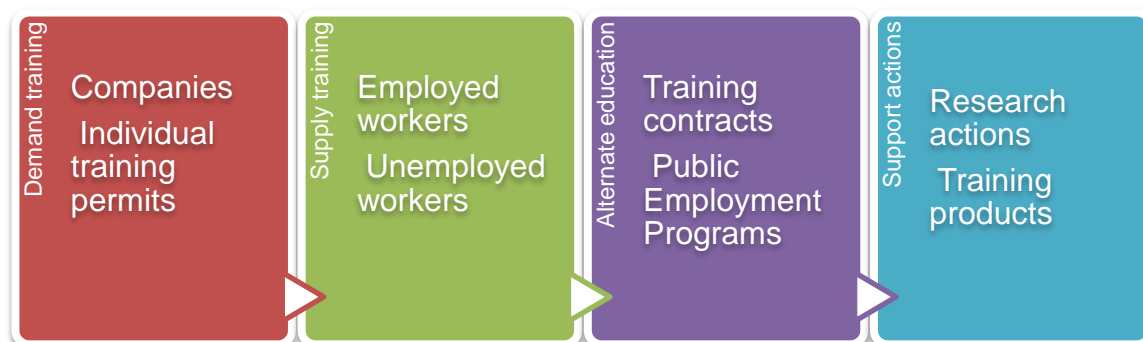 Demand training
Companies
Individual
training
permits
Supply training
Employed
workers
Unemployed
workers
Alternate education
Training
contracts
Public
Employment
Programs
Support actions
Research
actions
Training
products